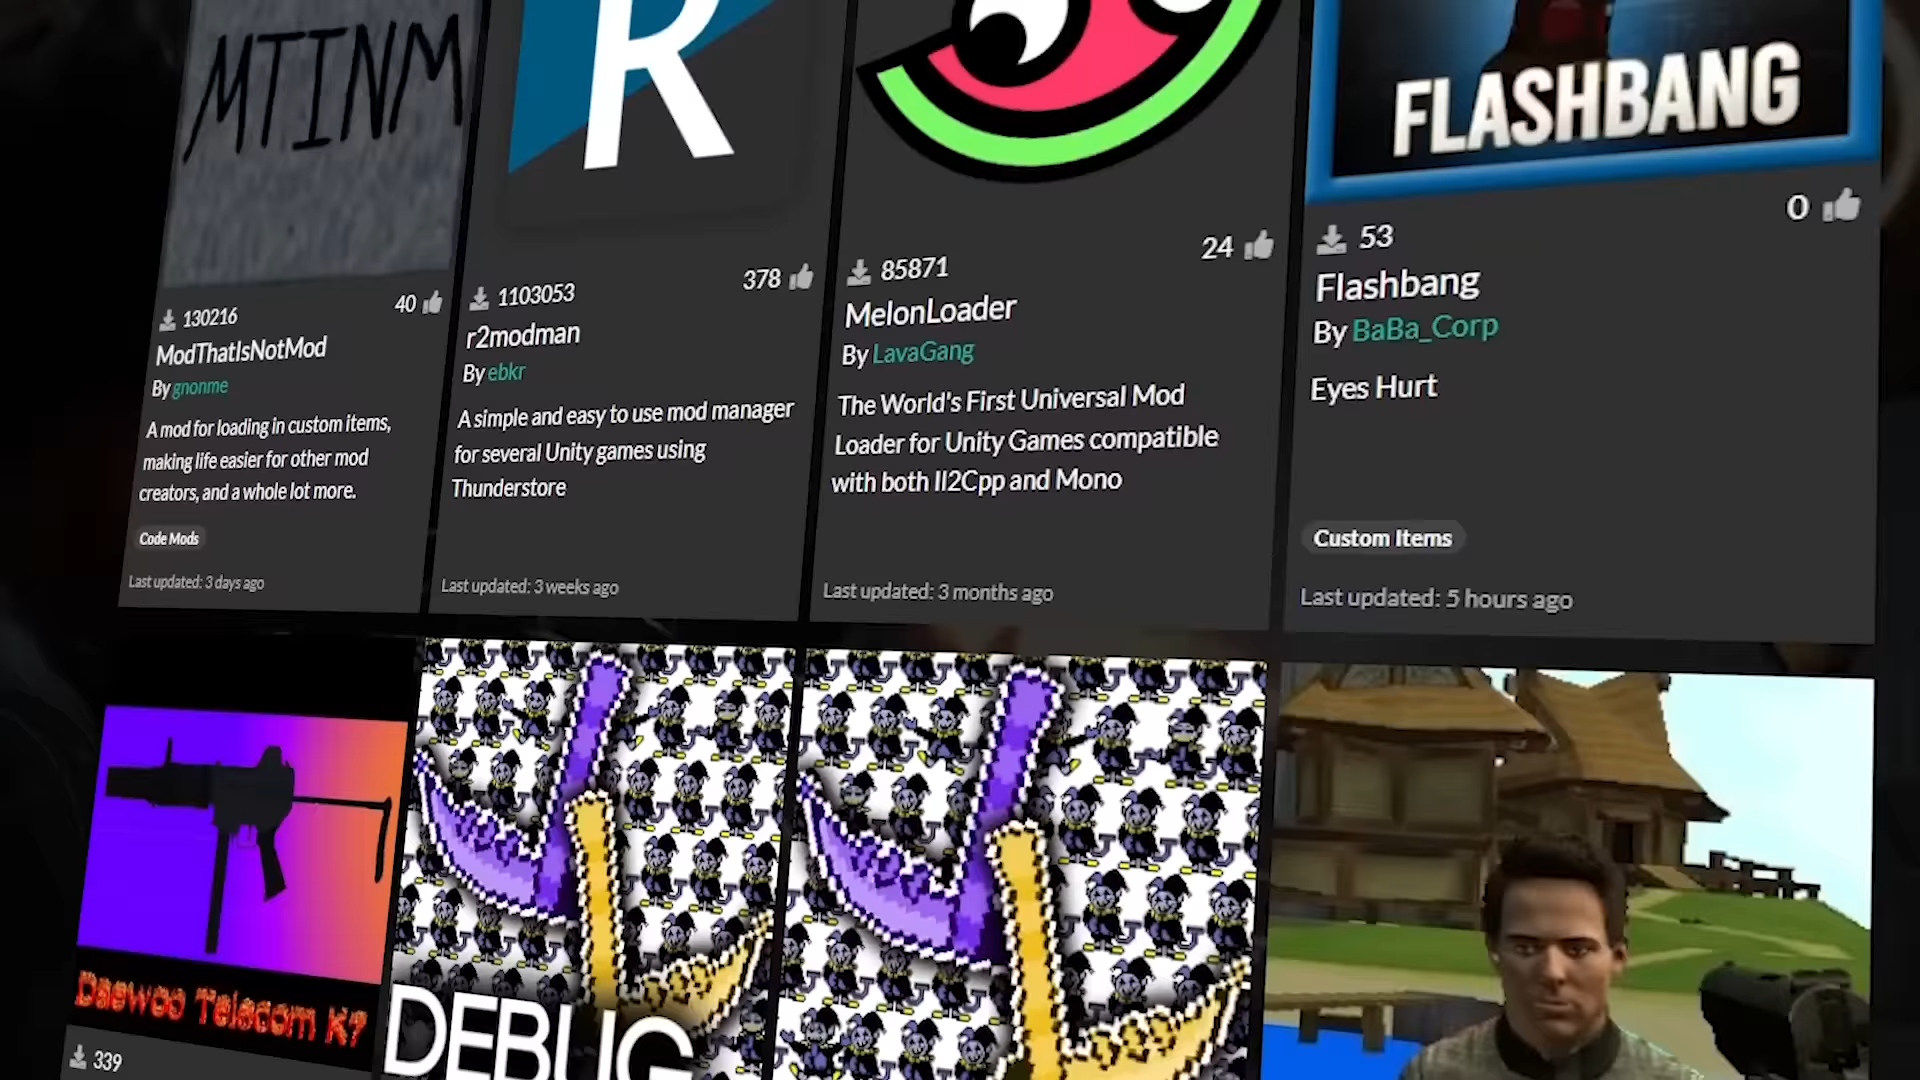 MTINM
R
FLASHBANG
130216
40
ModThatIsNotMod
By gnonme
A mod for loading in custom items,
making life easier for other mod
creators, and a whole lot more.
Code Mods
Last updated: 3 days ago
1103053
378
r2modman
By ebkr
A simple and easy to use mod manager
for several Unity games using
Thunderstore
Last updated: 3 weeks ago
85871
24
MelonLoader
By LavaGang
The World's First Universal Mod
Loader for Unity Games compatible
with both Il2Cpp and Mono
Last updated: 3 months ago
53
0
Flashbang
By BaBa_Corp
Eyes Hurt
Custom Items
Last updated: 5 hours ago
Daewoo Telecom K7
339
DEBUG